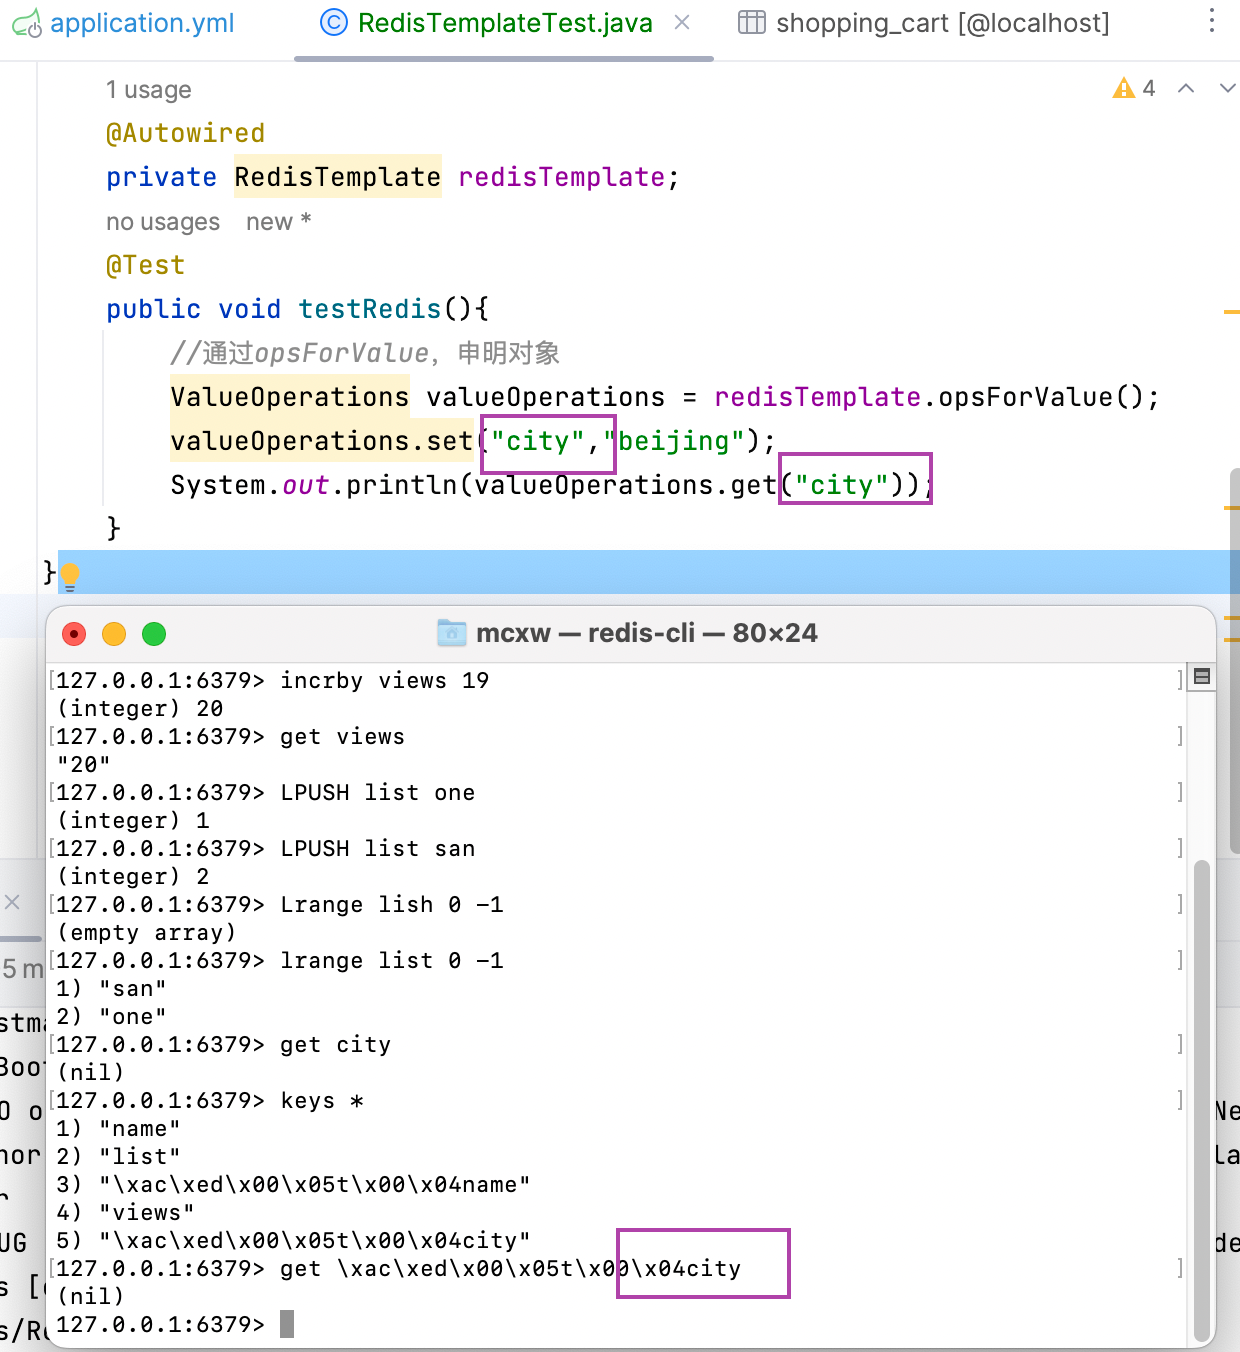 application.yml
RedisTemplateTest.java
shopping_cart [@localhost]
1 usage
4
@Autowired
private RedisTemplate redisTemplate;
no usages new *
@Test
public void testRedis(){
//通过opsForValue，申明对象
ValueOperations valueOperations = redisTemplate.opsForValue();
valueOperations.set("city","beijing");
System.out.println(valueOperations.get("city"));
}
}
mcxw — redis-cli — 80×24
[127.0.0.1:6379> incrby views 19 ]
(integer) 20
[127.0.0.1:6379> get views ]
"20"
[127.0.0.1:6379> LPUSH list one ]
(integer) 1
[127.0.0.1:6379> LPUSH list san ]
(integer) 2
[127.0.0.1:6379> Lrange lish 0 -1 ]
(empty array)
[127.0.0.1:6379> lrange list 0 -1 ]
1) "san"
2) "one"
[127.0.0.1:6379> get city ]
(nil)
[127.0.0.1:6379> keys * ]
1) "name"
2) "list"
3) "\xac\xed\x00\x05t\x00\x04name"
4) "views"
5) "\xac\xed\x00\x05t\x00\x04city"
[127.0.0.1:6379> get \xac\xed\x00\x05t\x00\x04city ]
(nil)
127.0.0.1:6379>